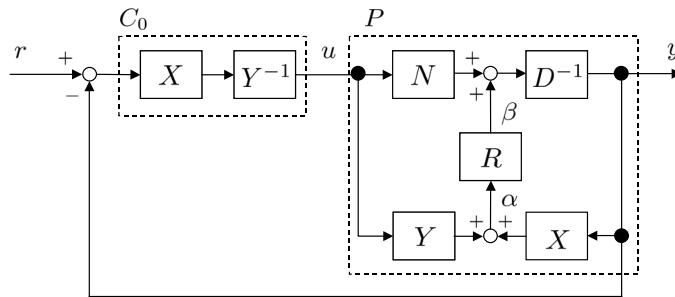 C₀ P
r + − X Y⁻¹ u N + + D⁻¹ y
β
R
α
Y + + X